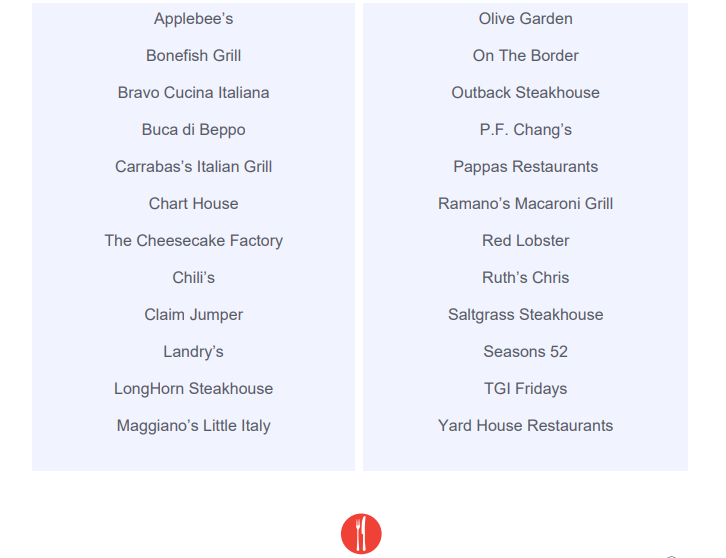 Applebee’s
Bonefish Grill
Bravo Cucina Italiana
Buca di Beppo
Carrabas’s Italian Grill
Chart House
The Cheesecake Factory
Chili’s
Claim Jumper
Landry’s
LongHorn Steakhouse
Maggiano’s Little Italy
Olive Garden
On The Border
Outback Steakhouse
P.F. Chang’s
Pappas Restaurants
Ramano’s Macaroni Grill
Red Lobster
Ruth’s Chris
Saltgrass Steakhouse
Seasons 52
TGI Fridays
Yard House Restaurants